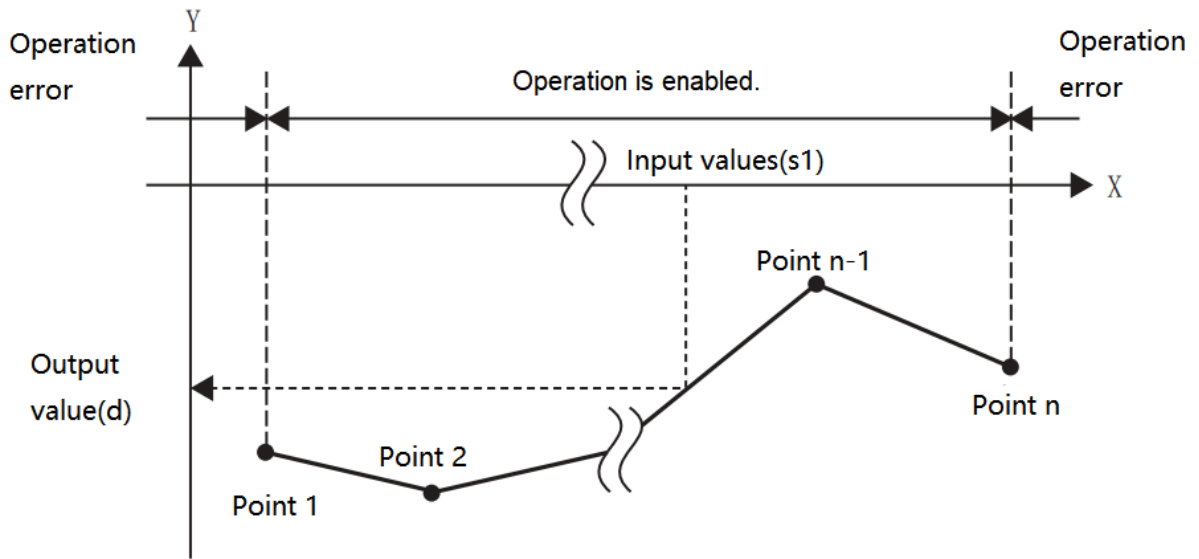 Y
Operation
error
Operation is enabled.
Operation
error
Input values(s1)
X
Point n-1
Output
value(d)
Point n
Point 2
Point 1